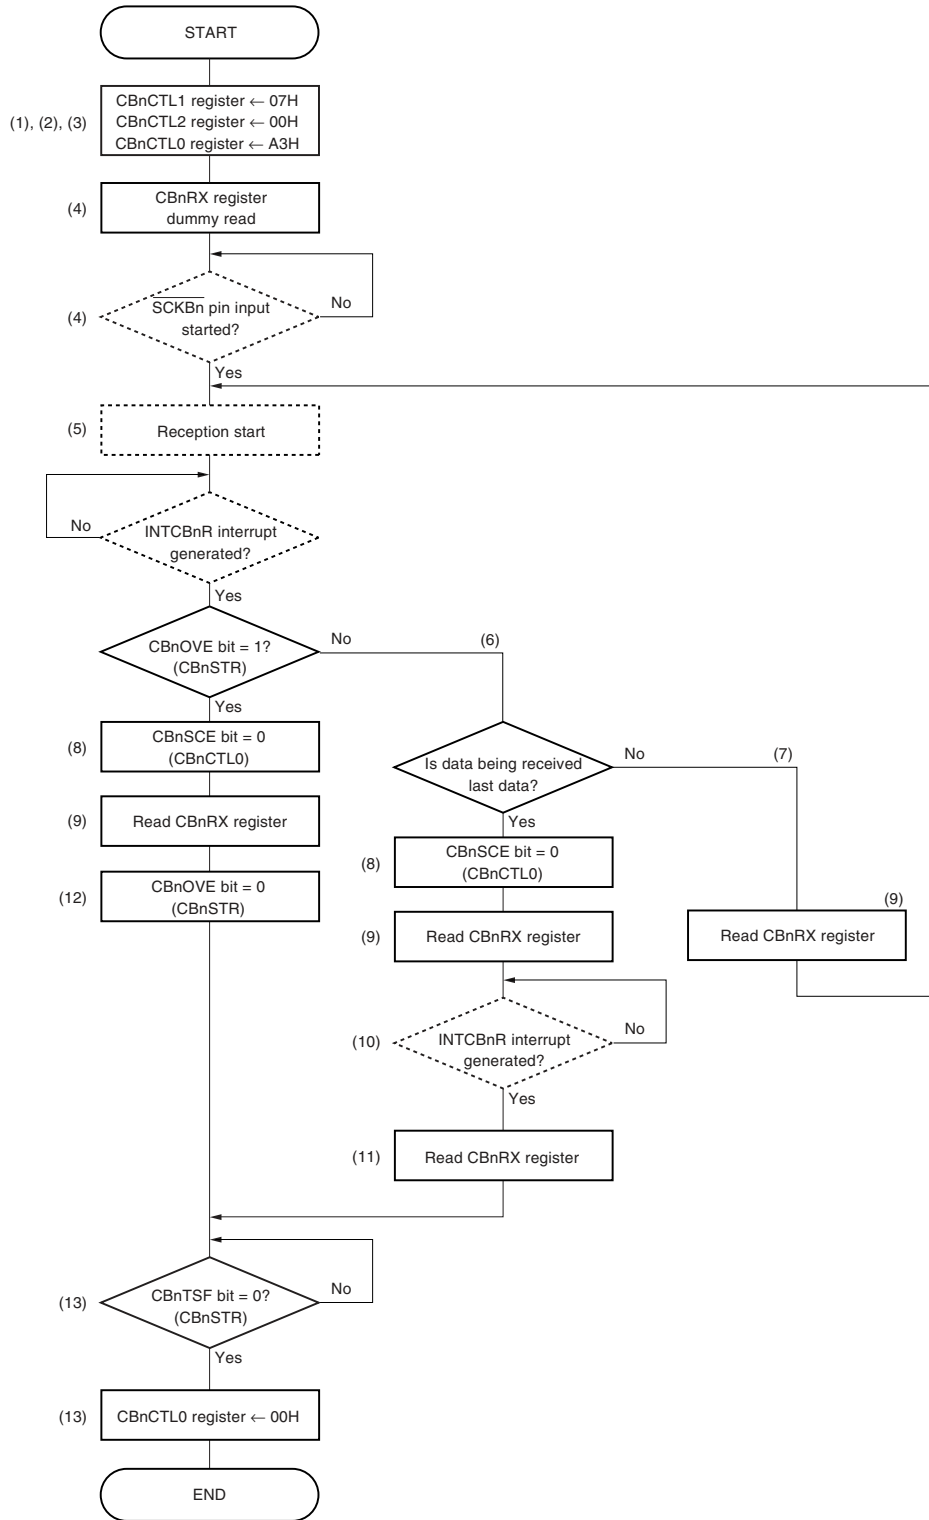 START
(1), (2), (3)
CBnCTL1 register ← 07H
CBnCTL2 register ← 00H
CBnCTL0 register ← A3H
(4)
CBnRX register
dummy read
(4)
SCKBn pin input
started?
No
Yes
(5)
Reception start
No
INTCBnR interrupt
generated?
Yes
CBnOVE bit = 1?
(CBnSTR)
No
(6)
Yes
(8)
CBnSCE bit = 0
(CBnCTL0)
(9)
Read CBnRX register
(12)
CBnOVE bit = 0
(CBnSTR)
Is data being received
last data?
No
(7)
Yes
(8)
CBnSCE bit = 0
(CBnCTL0)
(9)
Read CBnRX register
(9)
Read CBnRX register
(10)
INTCBnR interrupt
generated?
No
Yes
(11)
Read CBnRX register
(13)
CBnTSF bit = 0?
(CBnSTR)
No
Yes
(13)
CBnCTL0 register ← 00H
END